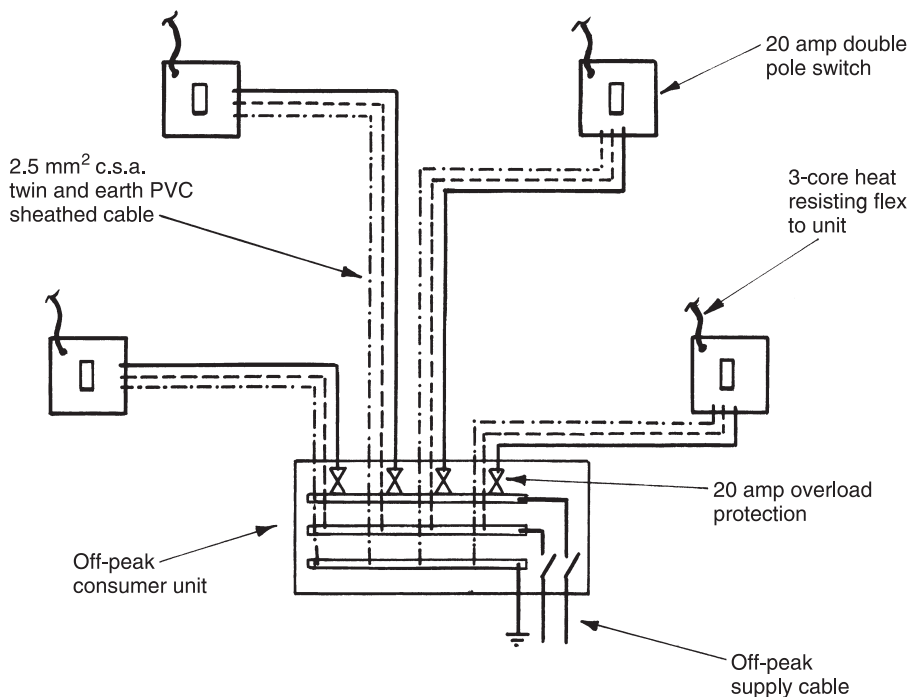 20 amp double
pole switch
2.5 mm² c.s.a.
twin and earth PVC
sheathed cable
3-core heat
resisting flex
to unit
20 amp overload
protection
Off-peak
consumer unit
Off-peak
supply cable